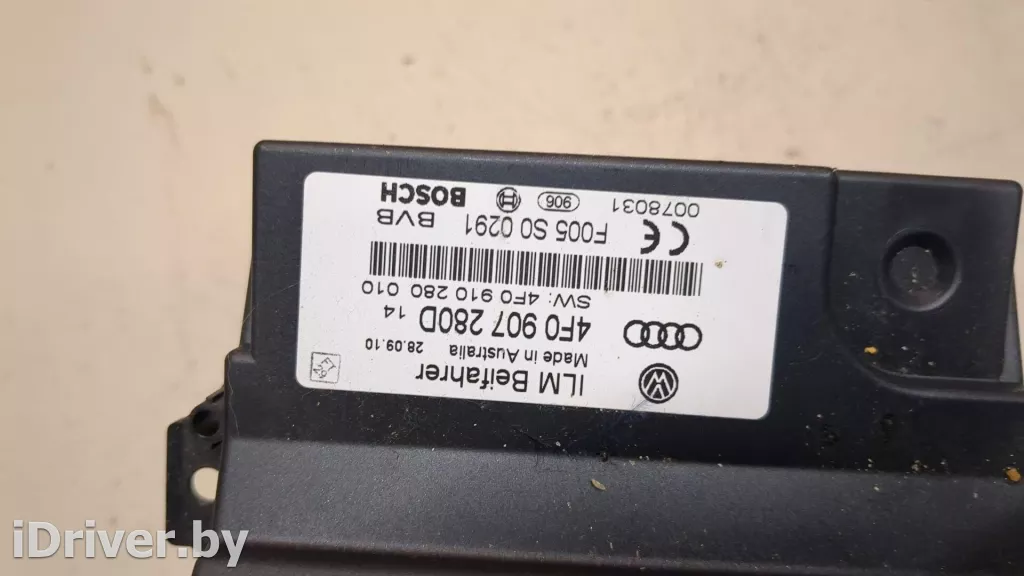 ILM Beifahrer
Made in Australia 28.09.10
4F0 907 280D 14
SW: 4F0 910 280 010
F005 S0 0291 BVB
0078031 906 BOSCH
iDriver.by